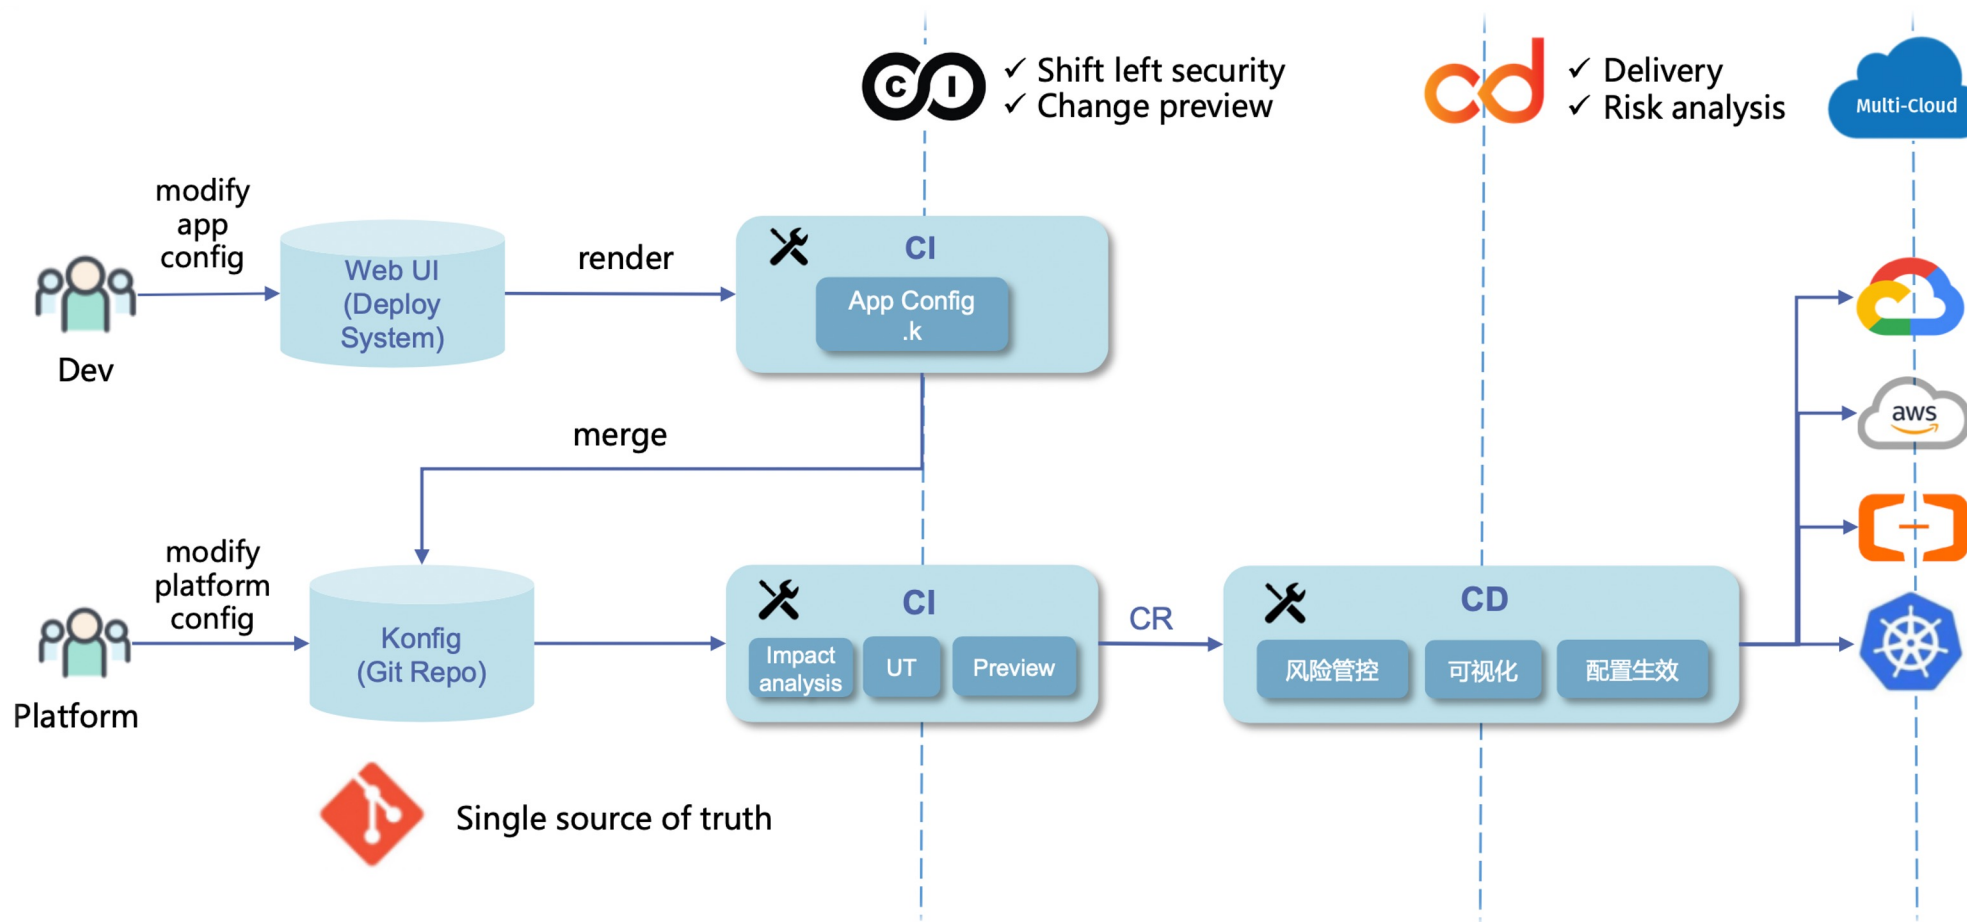 C I
✓ Shift left security
✓ Change preview
cd
✓ Delivery
✓ Risk analysis
Multi-Cloud
modify
app
config
Dev
Web UI
(Deploy
System)
render
CI
App Config
.k
merge
aws
modify
platform
config
Platform
Konfig
(Git Repo)
CI
Impact
analysis
UT
Preview
CR
CD
风险管控
可视化
配置生效
Single source of truth